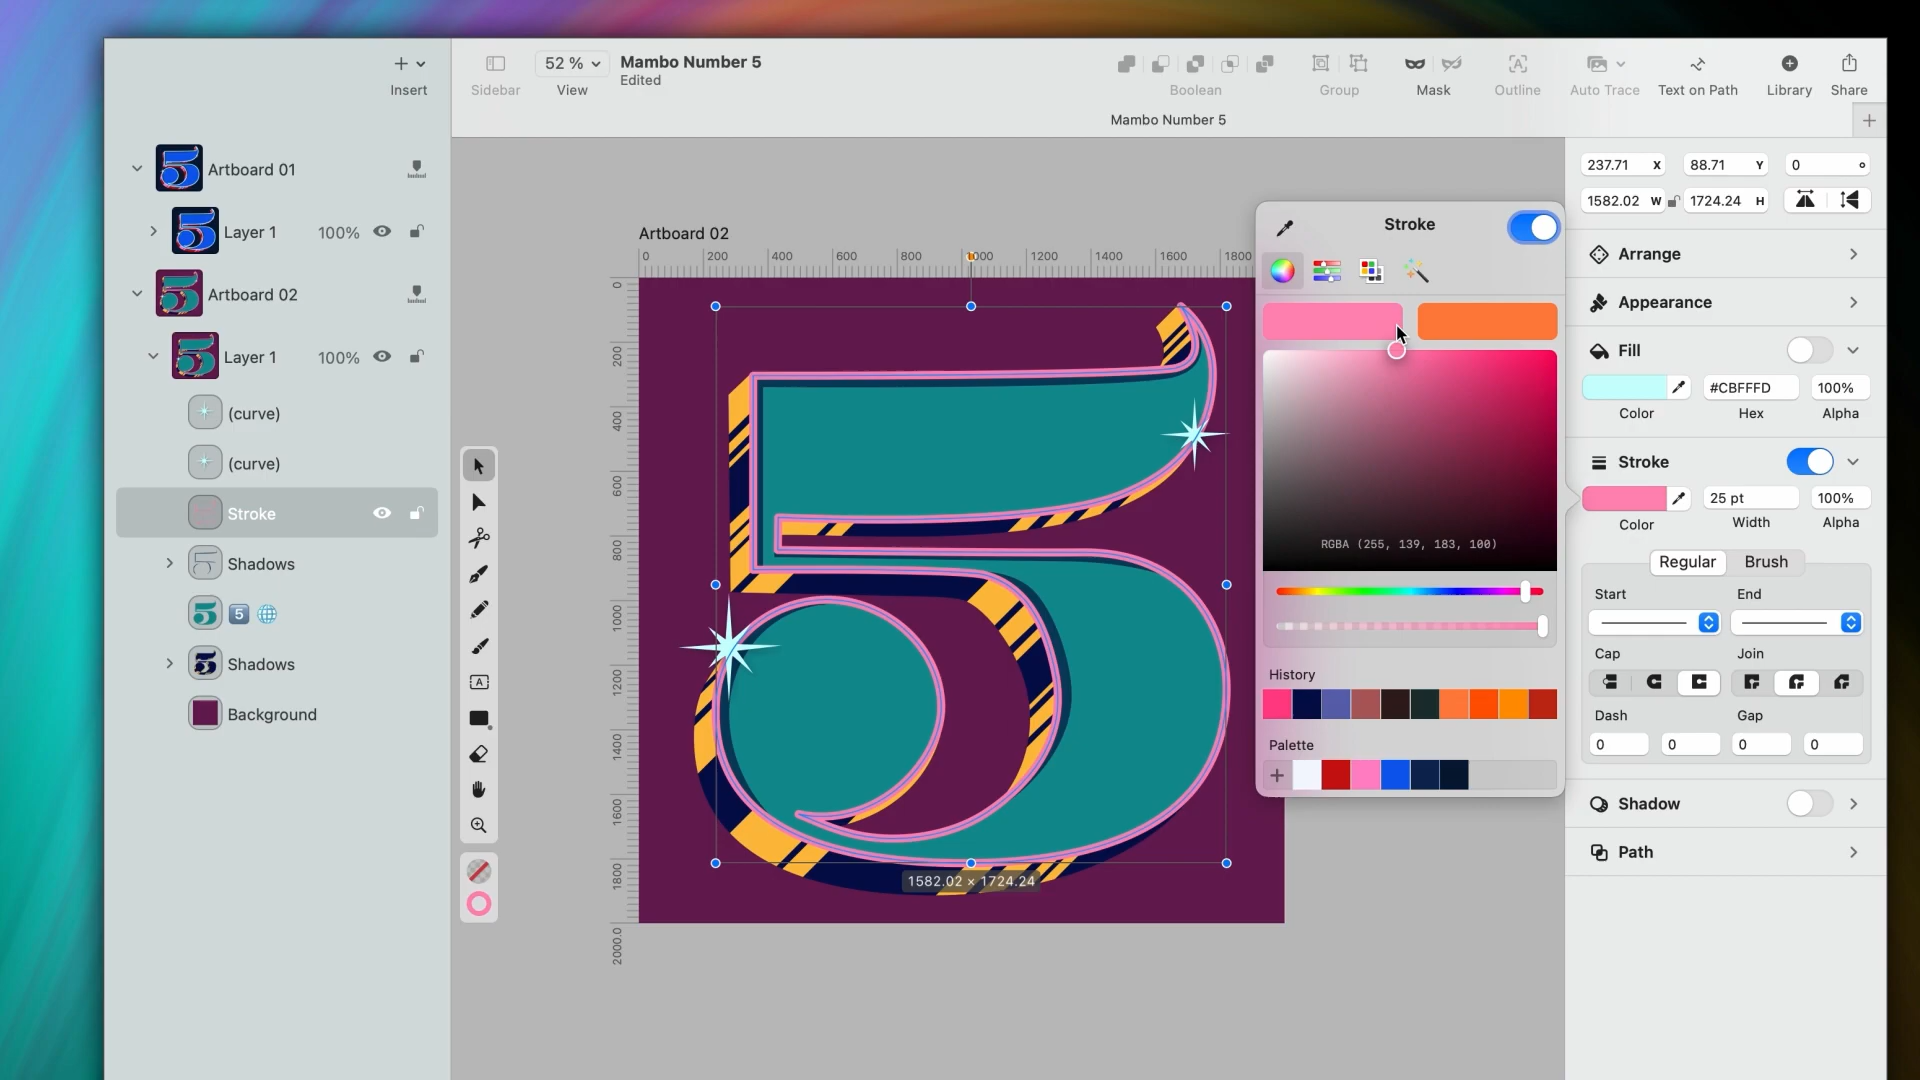 Insert
Sidebar
52 %
View
Mambo Number 5
Edited
Boolean
Group
Mask
Outline
Auto Trace
Text on Path
Library
Share
Mambo Number 5
Artboard 01
Layer 1 100%
Artboard 02
Layer 1 100%
(curve)
(curve)
Stroke
Shadows
5
Shadows
Background
Artboard 02
0 200 400 600 800 1000 1200 1400 1600 1800
0
200
400
600
800
1000
1200
1400
1600
1800
2000.0
5
A
1582.02 × 1724.24
Stroke
RGBA (255, 139, 183, 100)
History
Palette
237.71 X 88.71 Y 0 °
1582.02 W 1724.24 H
Arrange
Appearance
Fill
#CBFFFD 100%
Color Hex Alpha
Stroke
25 pt 100%
Color Width Alpha
Regular Brush
Start End
Cap Join
Dash Gap
0 0 0 0
Shadow
Path